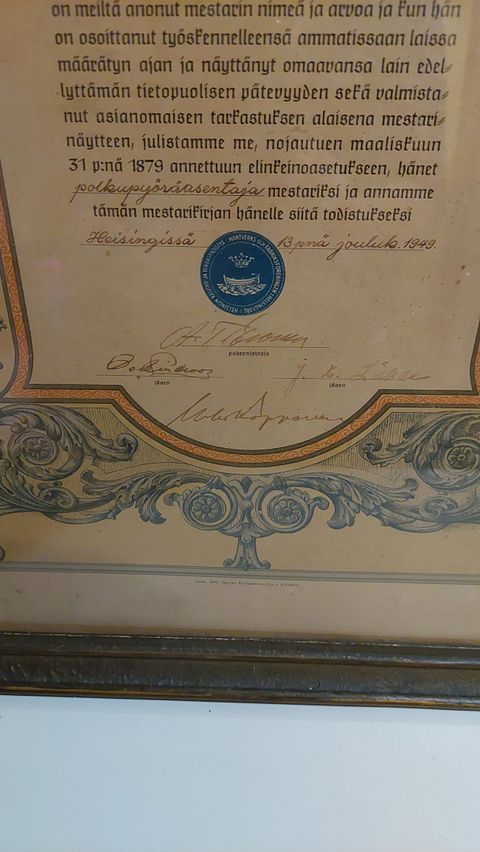 on meiltä anonut mestarin nimeä ja arvoa ja kun hän
on osoittanut työskennelleensä ammatissaan laissa
määrätyn ajan ja näyttänyt omaavansa lain edel-
lyttämän tietopuolisen pätevyyden sekä valmista-
nut asianomaisen tarkastuksen alaisena mestari-
näytteen, julistamme me, nojautuen maaliskuun
31 p:nä 1879 annettuun elinkeinoasetukseen, hänet
polkupyöräasentaja mestariksi ja annamme
tämän mestarikirjan hänelle siitä todistukseksi
Helsingissä 13 pnä jouluk. 1949.
puheenjohtaja
jäsen jäsen